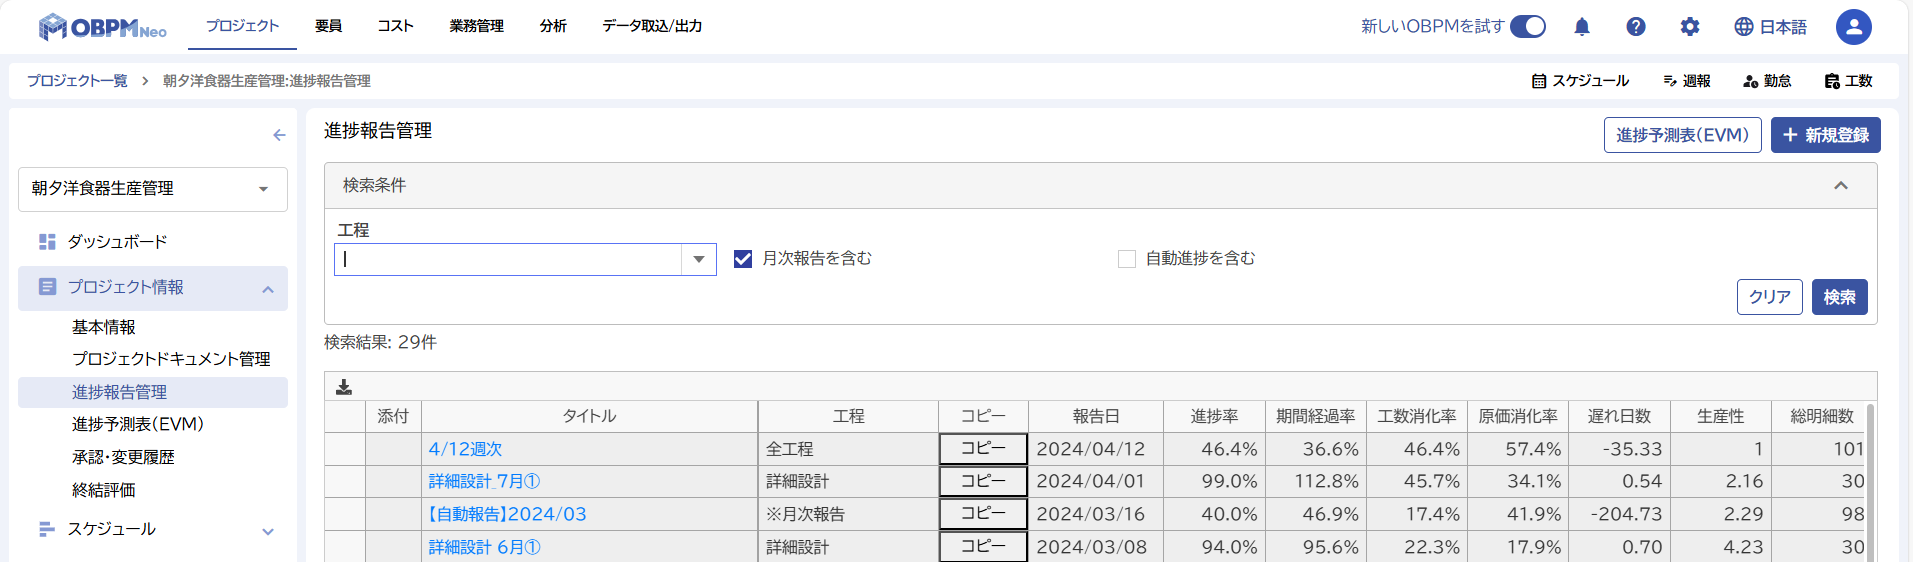 OBPM Neo プロジェクト 要員 コスト 業務管理 分析 データ取込/出力 新しいOBPMを試す 日本語
プロジェクト一覧 > 朝夕洋食器生産管理:進捗報告管理 スケジュール 週報 勤怠 工数
進捗報告管理 進捗予測表(EVM) + 新規登録
朝夕洋食器生産管理
ダッシュボード
プロジェクト情報
基本情報
プロジェクトドキュメント管理
進捗報告管理
進捗予測表(EVM)
承認・変更履歴
終結評価
スケジュール
検索条件
工程
月次報告を含む 自動進捗を含む
クリア 検索
検索結果: 29件
添付 タイトル 工程 コピー 報告日 進捗率 期間経過率 工数消化率 原価消化率 遅れ日数 生産性 総明細数
4/12週次 全工程 コピー 2024/04/12 46.4% 36.6% 46.4% 57.4% -35.33 1 101
詳細設計_7月① 詳細設計 コピー 2024/04/01 99.0% 112.8% 45.7% 34.1% 0.54 2.16 30
【自動報告】2024/03 ※月次報告 コピー 2024/03/16 40.0% 46.9% 17.4% 41.9% -204.73 2.29 98
詳細設計 6月① 詳細設計 コピー 2024/03/08 94.0% 95.6% 22.3% 17.9% 0.70 4.23 30